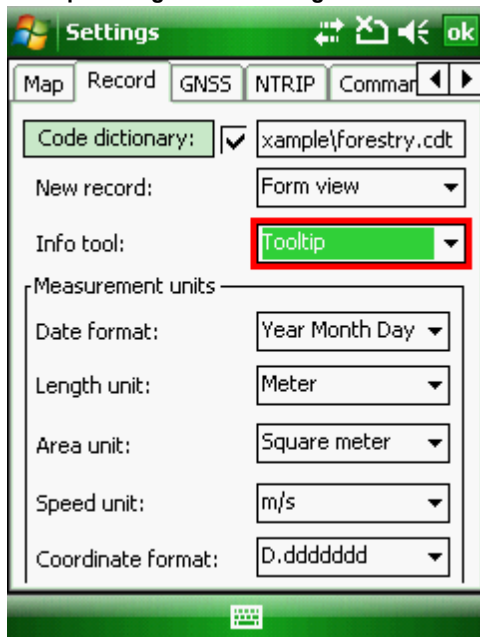 Settings ok
Map Record GNSS NTRIP Commar
Code dictionary: xample\forestry.cdt
New record: Form view
Info tool: Tooltip
Measurement units
Date format: Year Month Day
Length unit: Meter
Area unit: Square meter
Speed unit: m/s
Coordinate format: D.ddddddd